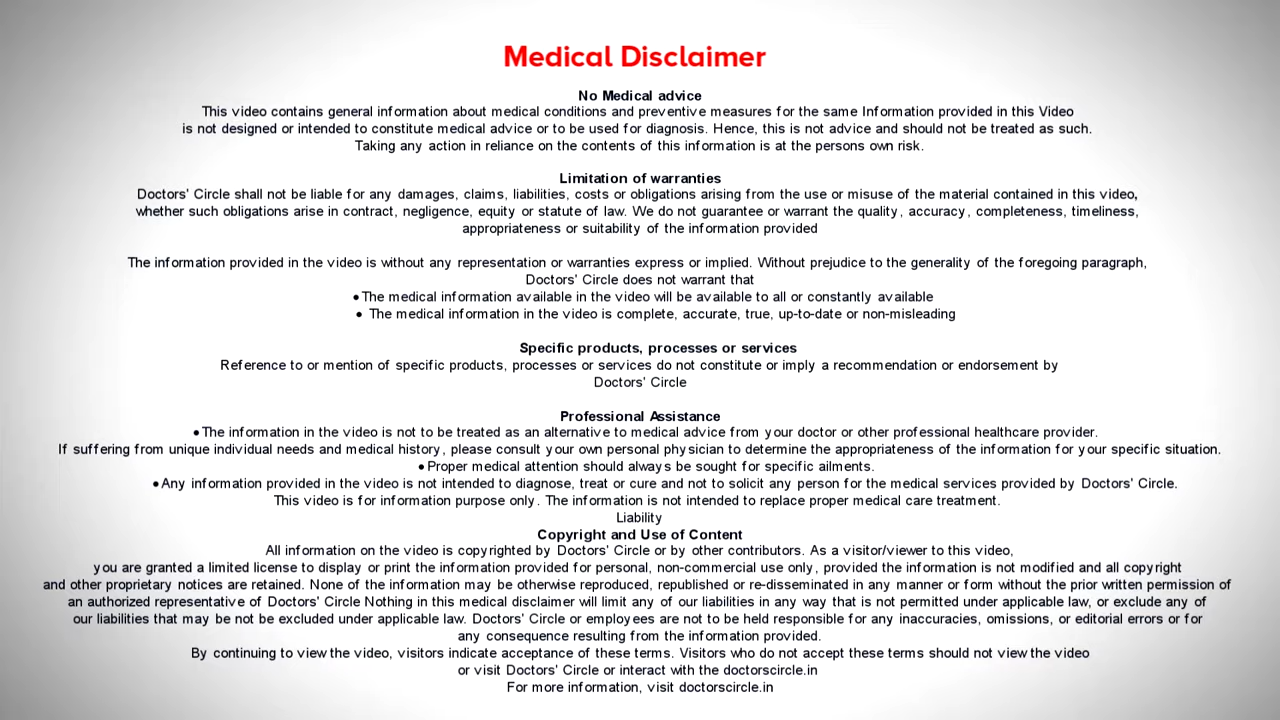 Medical Disclaimer
No Medical advice
This video contains general information about medical conditions and preventive measures for the same Information provided in this Video
is not designed or intended to constitute medical advice or to be used for diagnosis. Hence, this is not advice and should not be treated as such.
Taking any action in reliance on the contents of this information is at the persons own risk.
Limitation of warranties
Doctors' Circle shall not be liable for any damages, claims, liabilities, costs or obligations arising from the use or misuse of the material contained in this video,
whether such obligations arise in contract, negligence, equity or statute of law. We do not guarantee or warrant the quality, accuracy, completeness, timeliness,
appropriateness or suitability of the information provided
The information provided in the video is without any representation or warranties express or implied. Without prejudice to the generality of the foregoing paragraph,
Doctors' Circle does not warrant that
•The medical information available in the video will be available to all or constantly available
• The medical information in the video is complete, accurate, true, up-to-date or non-misleading
Specific products, processes or services
Reference to or mention of specific products, processes or services do not constitute or imply a recommendation or endorsement by
Doctors' Circle
Professional Assistance
•The information in the video is not to be treated as an alternative to medical advice from your doctor or other professional healthcare provider.
If suffering from unique individual needs and medical history, please consult your own personal physician to determine the appropriateness of the information for your specific situation.
•Proper medical attention should always be sought for specific ailments.
•Any information provided in the video is not intended to diagnose, treat or cure and not to solicit any person for the medical services provided by Doctors' Circle.
This video is for information purpose only. The information is not intended to replace proper medical care treatment.
Liability
Copyright and Use of Content
All information on the video is copyrighted by Doctors' Circle or by other contributors. As a visitor/viewer to this video,
you are granted a limited license to display or print the information provided for personal, non-commercial use only, provided the information is not modified and all copyright
and other proprietary notices are retained. None of the information may be otherwise reproduced, republished or re-disseminated in any manner or form without the prior written permission of
an authorized representative of Doctors' Circle Nothing in this medical disclaimer will limit any of our liabilities in any way that is not permitted under applicable law, or exclude any of
our liabilities that may be not be excluded under applicable law. Doctors' Circle or employees are not to be held responsible for any inaccuracies, omissions, or editorial errors or for
any consequence resulting from the information provided.
By continuing to view the video, visitors indicate acceptance of these terms. Visitors who do not accept these terms should not view the video
or visit Doctors' Circle or interact with the doctorscircle.in
For more information, visit doctorscircle.in